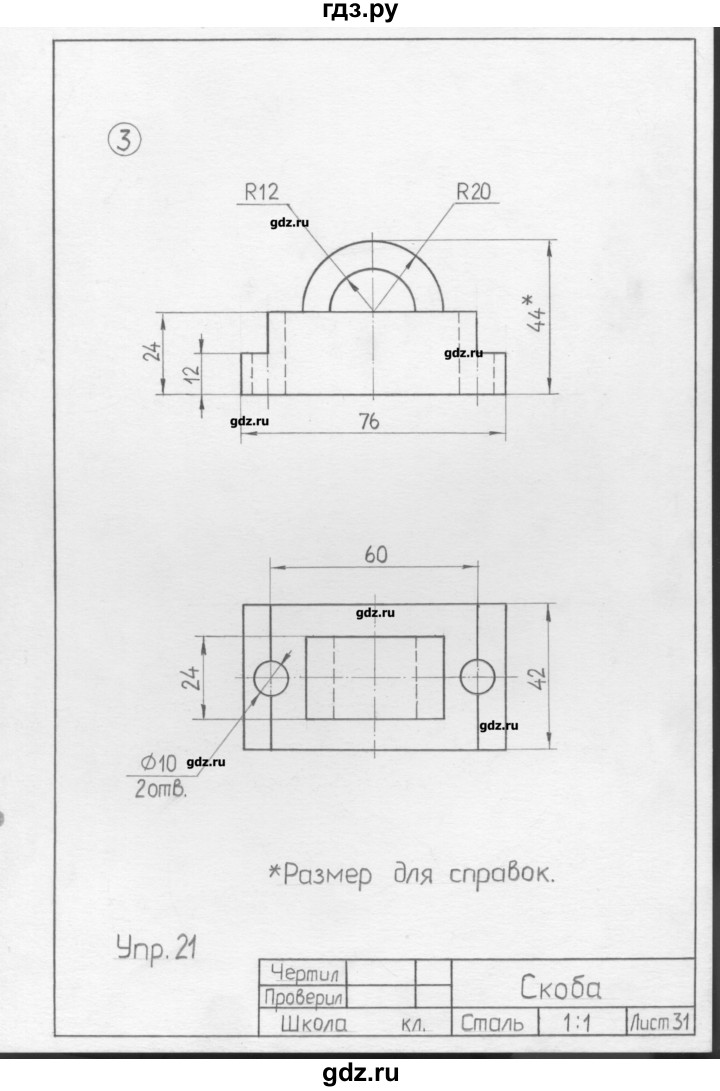 гдз.ру
3
R12
R20
gdz.ru
44*
24
12
gdz.ru
gdz.ru
76
60
gdz.ru
24
42
gdz.ru
Ø10
gdz.ru
2отв.
*Размер для справок.
Упр. 21
Чертил
Проверил
Скоба
Школа кл.
Сталь
1:1
Лист 31
gdz.ru